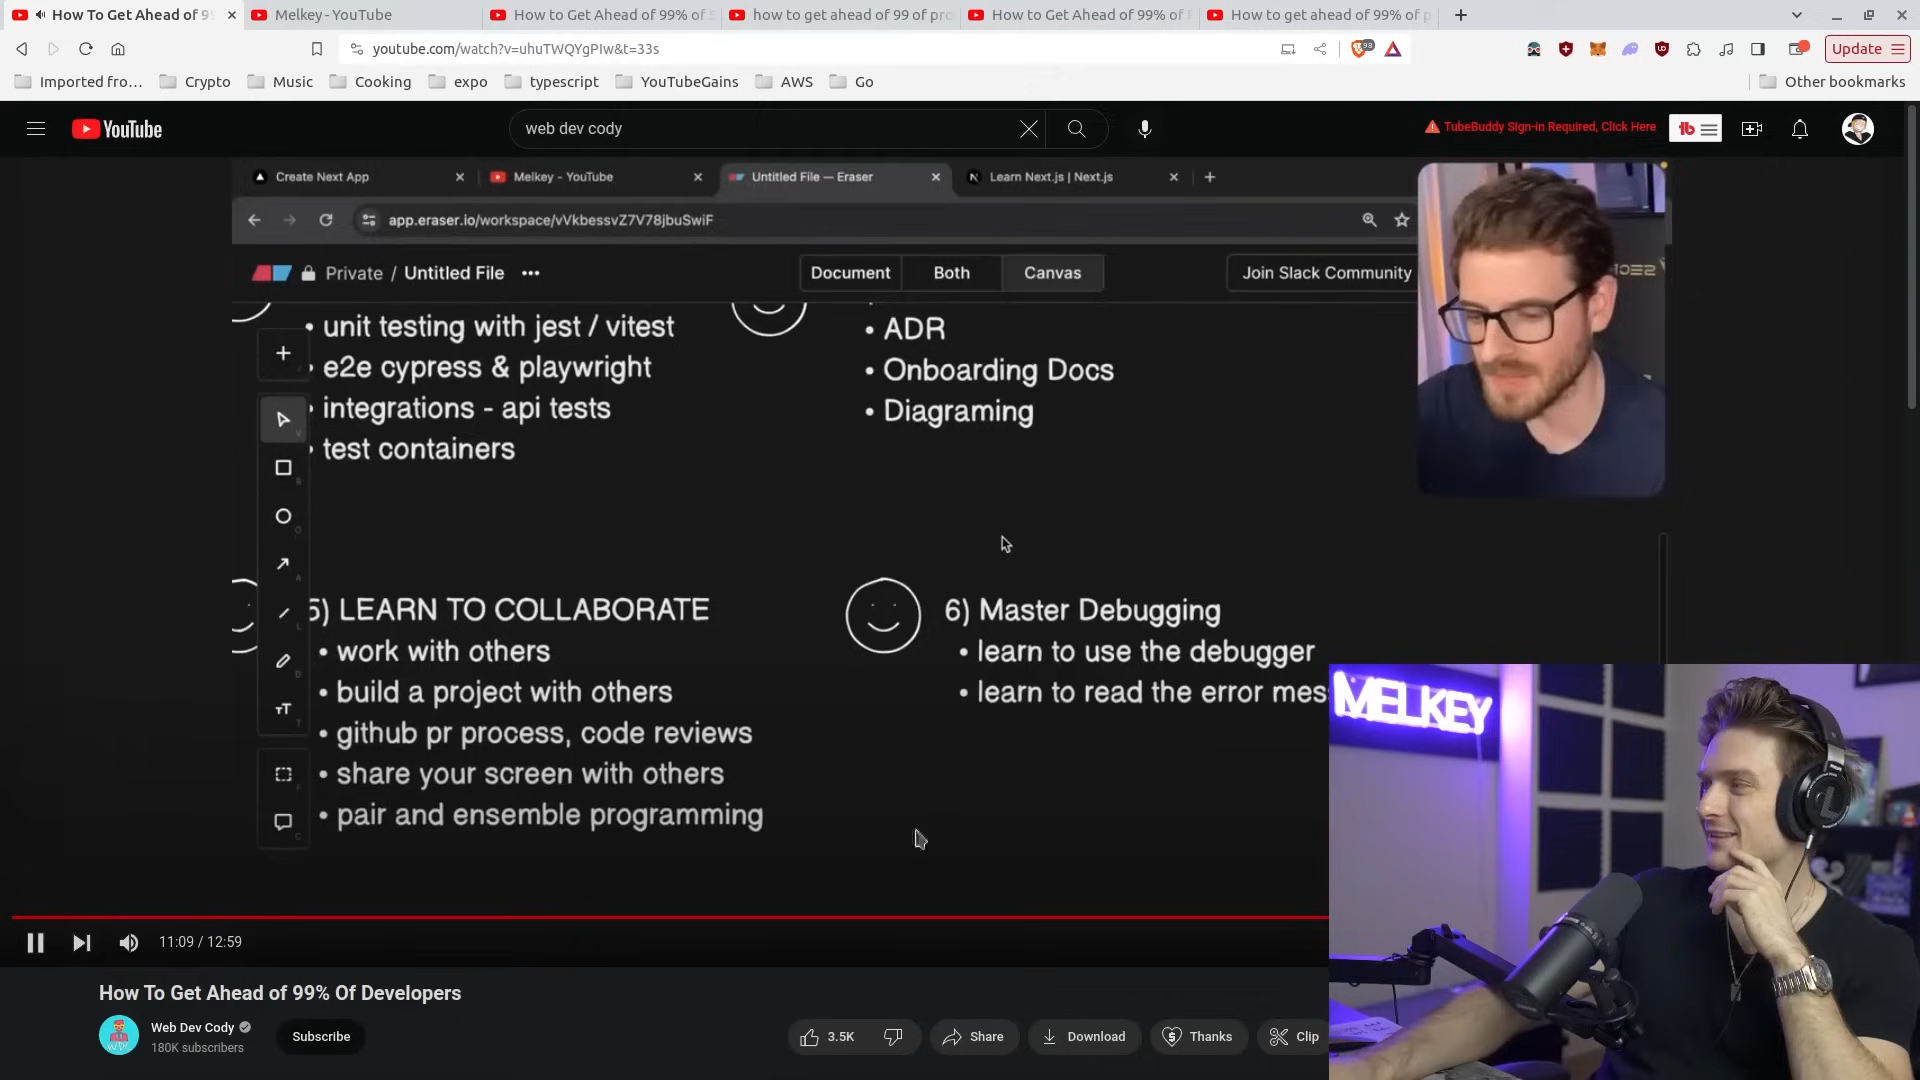 How To Get Ahead of 9
Melkey - YouTube
How to Get Ahead of 99% of
how to get ahead of 99 of pro
How to Get Ahead of 99% of
How to get ahead of 99% of p
youtube.com/watch?v=uhuTWQYgPIw&t=33s
98
Update
Imported fro…
Crypto
Music
Cooking
expo
typescript
YouTubeGains
AWS
Go
Other bookmarks
YouTube
web dev cody
TubeBuddy Sign-in Required, Click Here
tb
Create Next App
Melkey - YouTube
Untitled File — Eraser
Learn Next.js | Next.js
app.eraser.io/workspace/vVkbessvZ7V78jbuSwiF
Private / Untitled File
Document
Both
Canvas
Join Slack Community
• unit testing with jest / vitest
• e2e cypress & playwright
• integrations - api tests
• test containers
• ADR
• Onboarding Docs
• Diagraming
5) LEARN TO COLLABORATE
• work with others
• build a project with others
• github pr process, code reviews
• share your screen with others
• pair and ensemble programming
6) Master Debugging
• learn to use the debugger
• learn to read the error mes
MELKEY
11:09 / 12:59
How To Get Ahead of 99% Of Developers
Web Dev Cody
180K subscribers
Subscribe
3.5K
Share
Download
Thanks
Clip